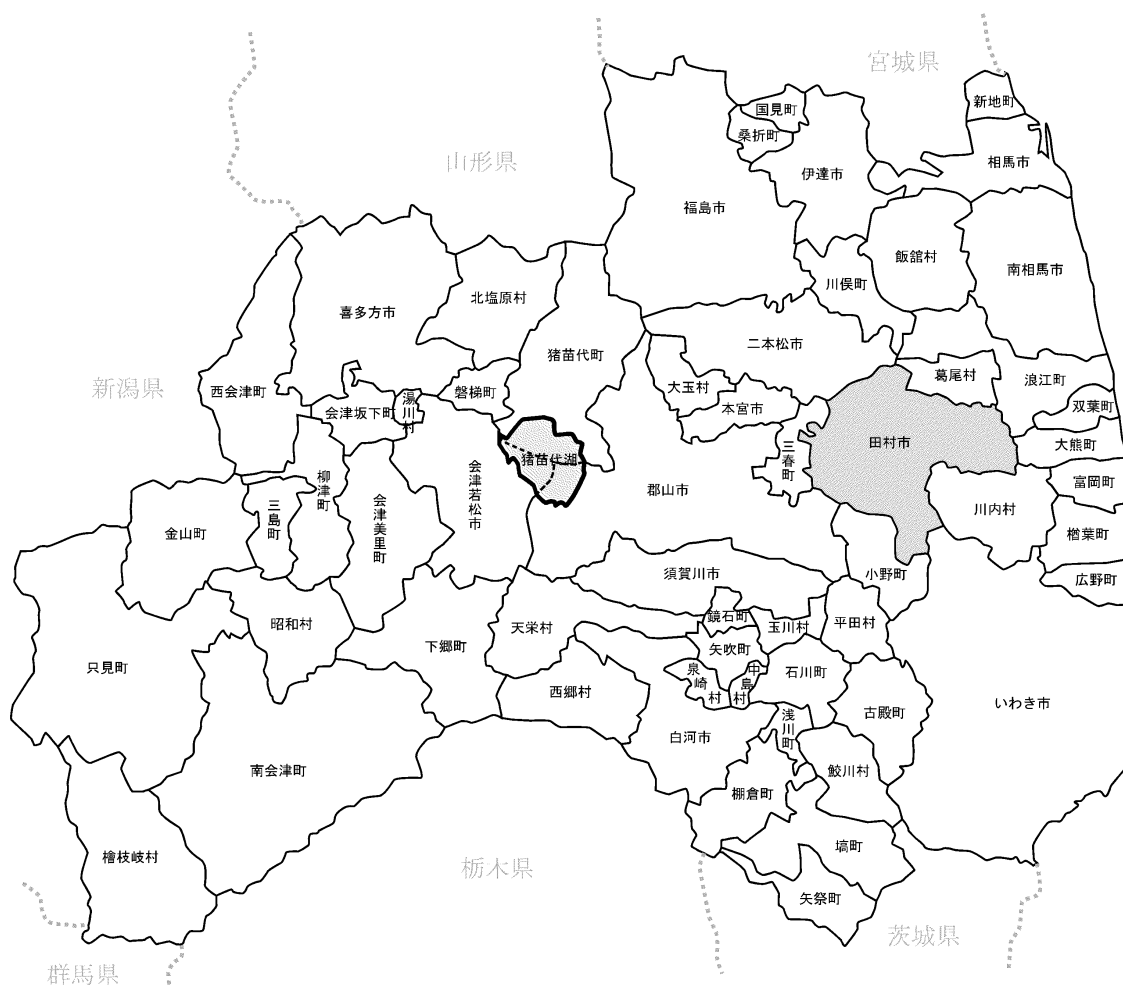 宮城県
国見町
新地町
桑折町
山形県
相馬市
伊達市
福島市
飯舘村
南相馬市
川俣町
北塩原村
喜多方市
二本松市
猪苗代町
新潟県
西会津町
磐梯町
大玉村
葛尾村
浪江町
湯川村
会津坂下町
本宮市
双葉町
田村市
大熊町
三春町
猪苗代湖
柳津町
会津若松市
郡山市
富岡町
三島町
会津美里町
川内村
金山町
楢葉町
須賀川市
小野町
広野町
鏡石町
昭和村
天栄村
玉川村
平田村
下郷町
矢吹町
只見町
泉崎村
中島村
石川町
西郷村
いわき市
古殿町
浅川町
白河市
南会津町
鮫川村
棚倉町
塙町
檜枝岐村
栃木県
矢祭町
茨城県
群馬県